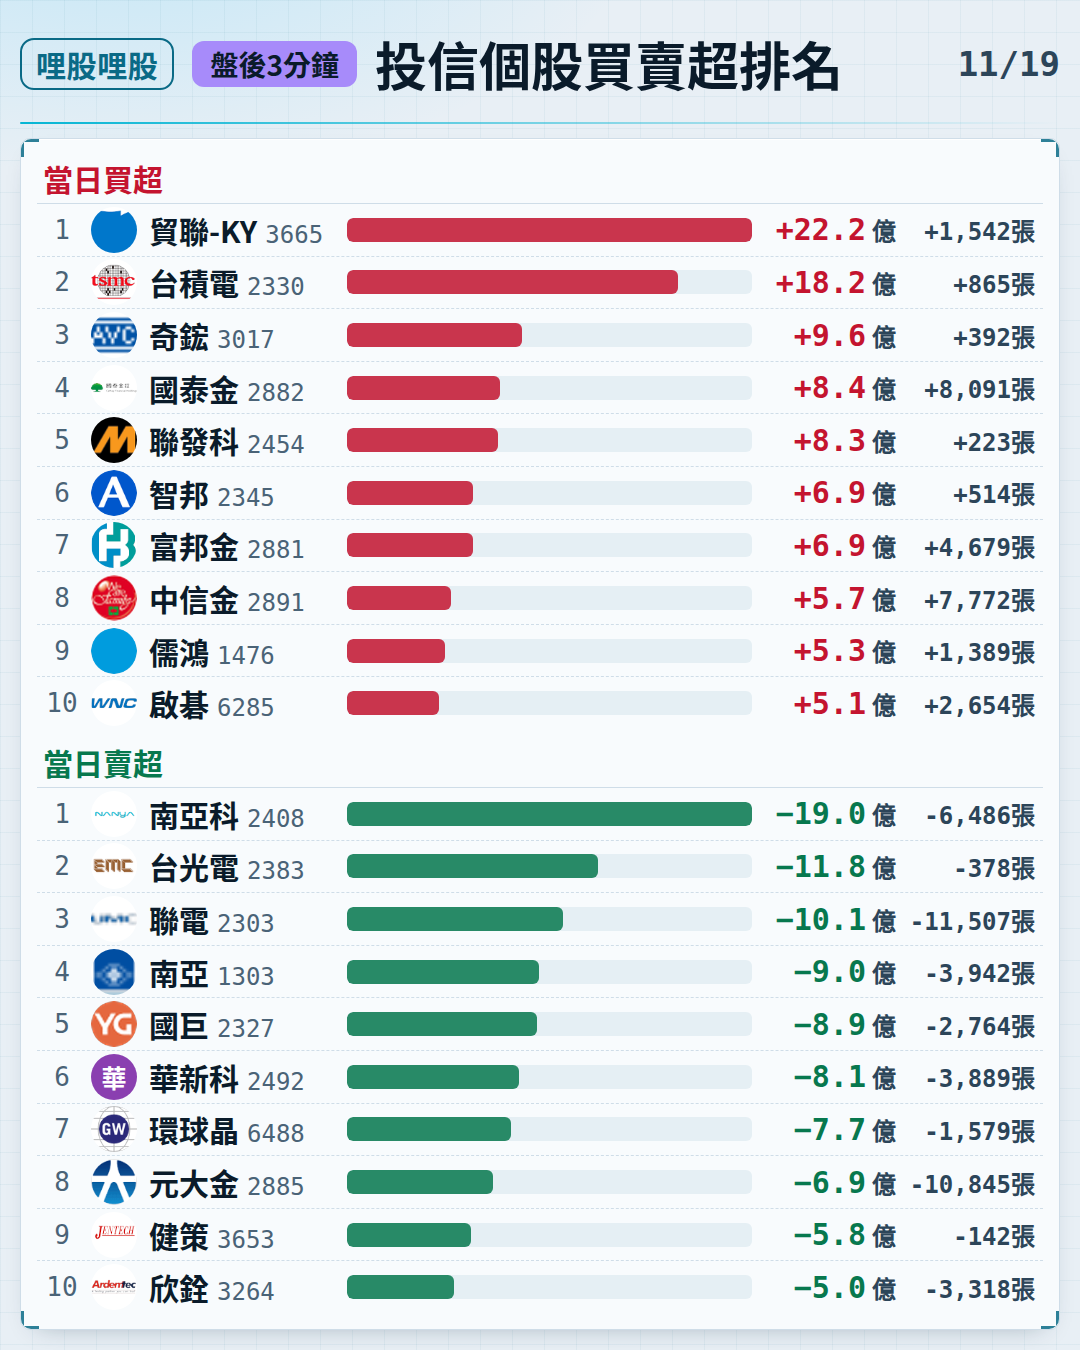 哩股哩股 盤後3分鐘 投信個股買賣超排名 11/19
當日買超
1 貿聯-KY 3665 +22.2 億 +1,542張
2 tsmc 台積電 2330 +18.2 億 +865張
3 AVC 奇鋐 3017 +9.6 億 +392張
4 國泰金 2882 +8.4 億 +8,091張
5 聯發科 2454 +8.3 億 +223張
6 A 智邦 2345 +6.9 億 +514張
7 富邦金 2881 +6.9 億 +4,679張
8 We are Family 中信金 2891 +5.7 億 +7,772張
9 儒鴻 1476 +5.3 億 +1,389張
10 WNC 啟碁 6285 +5.1 億 +2,654張
當日賣超
1 NANYA 南亞科 2408 −19.0 億 -6,486張
2 EMC 台光電 2383 −11.8 億 -378張
3 UMC 聯電 2303 −10.1 億 -11,507張
4 南亞 1303 −9.0 億 -3,942張
5 YG 國巨 2327 −8.9 億 -2,764張
6 華 華新科 2492 −8.1 億 -3,889張
7 GW 環球晶 6488 −7.7 億 -1,579張
8 元大金 2885 −6.9 億 -10,845張
9 JENTECH 健策 3653 −5.8 億 -142張
10 Ardentec 欣銓 3264 −5.0 億 -3,318張